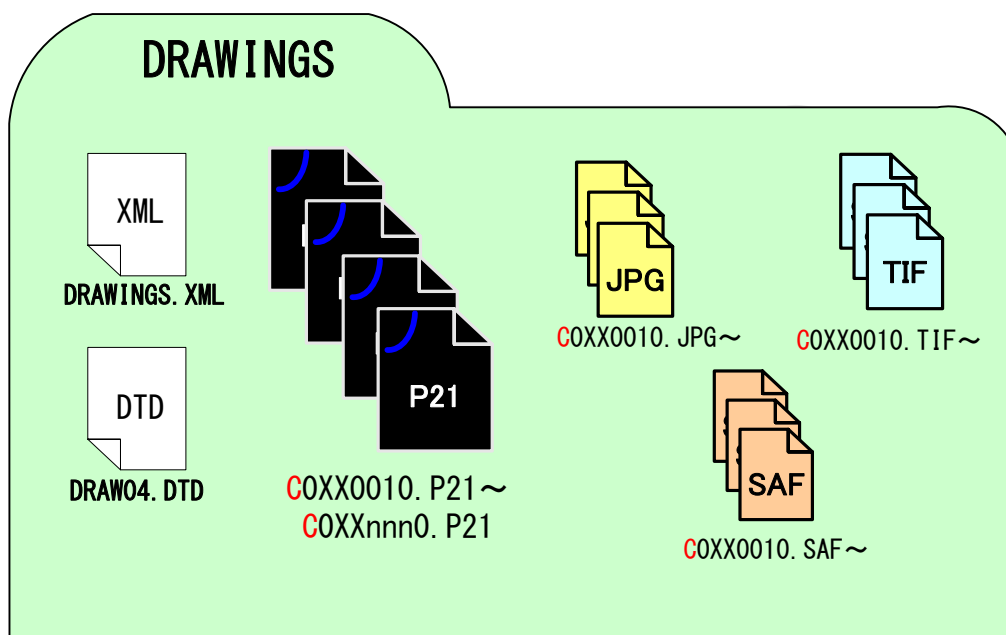 DRAWINGS
XML
DRAWINGS.XML
DTD
DRAW04.DTD
P21
C0XX0010.P21～
C0XXnnn0.P21
JPG
C0XX0010.JPG～
TIF
C0XX0010.TIF～
SAF
C0XX0010.SAF～